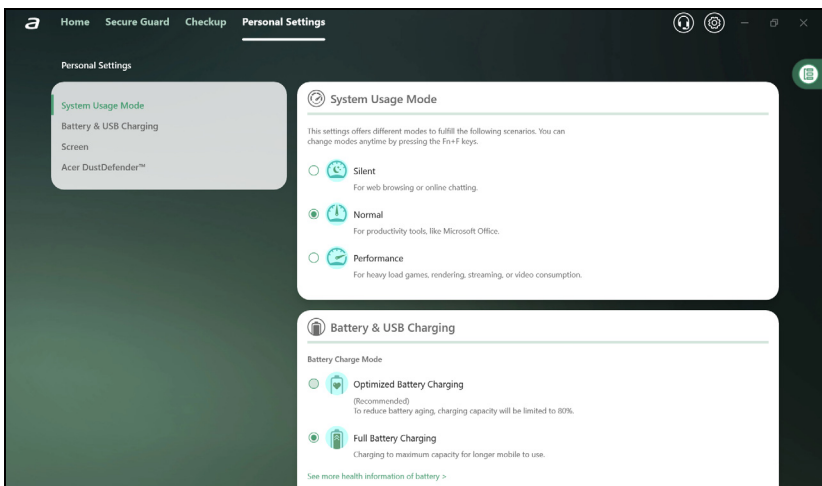 Home Secure Guard Checkup Personal Settings
Personal Settings
System Usage Mode
Battery & USB Charging
Screen
Acer DustDefender™
System Usage Mode
This settings offers different modes to fulfill the following scenarios. You can
change modes anytime by pressing the Fn+F keys.
Silent
For web browsing or online chatting.
Normal
For productivity tools, like Microsoft Office.
Performance
For heavy load games, rendering, streaming, or video consumption.
Battery & USB Charging
Battery Charge Mode
Optimized Battery Charging
(Recommended)
To reduce battery aging, charging capacity will be limited to 80%.
Full Battery Charging
Charging to maximum capacity for longer mobile to use.
See more health information of battery >